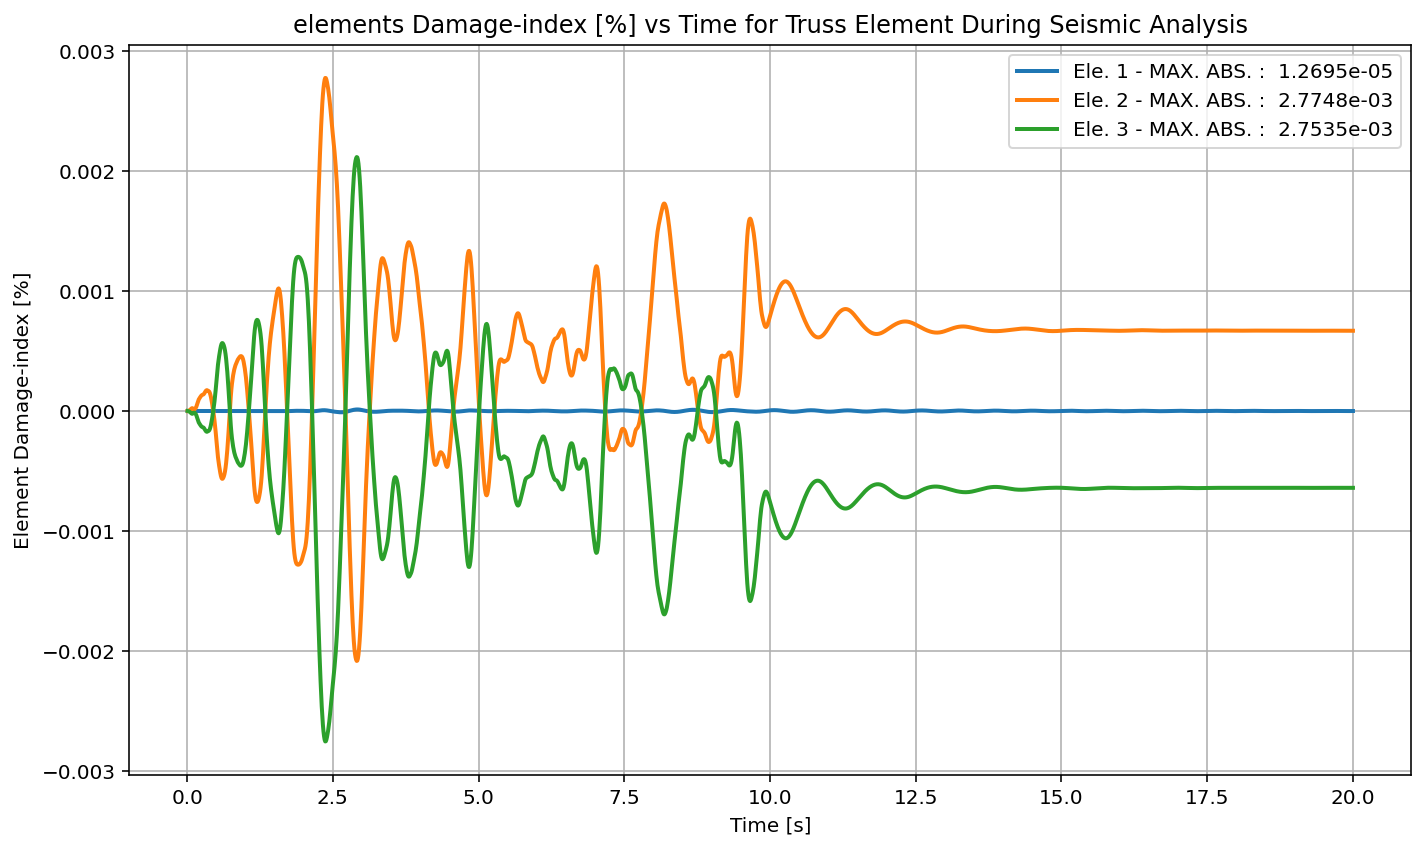 elements Damage-index [%] vs Time for Truss Element During Seismic Analysis
Element Damage-index [%]
0.003
0.002
0.001
0.000
−0.001
−0.002
−0.003
Ele. 1 - MAX. ABS. :  1.2695e-05
Ele. 2 - MAX. ABS. :  2.7748e-03
Ele. 3 - MAX. ABS. :  2.7535e-03
0.0 2.5 5.0 7.5 10.0 12.5 15.0 17.5 20.0
Time [s]